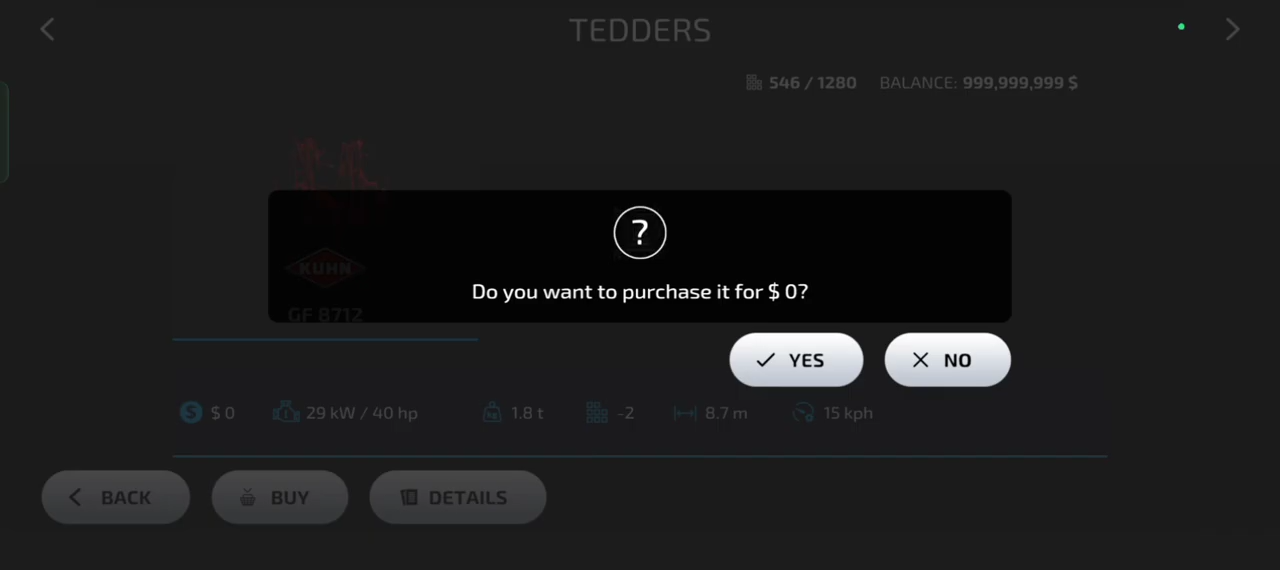 TEDDERS
546 / 1280 BALANCE: 999,999,999 $
?
Do you want to purchase it for $ 0?
KUHN
GF 8712
YES NO
$ 0 29 kW / 40 hp 1.8 t -2 8.7 m 15 kph
BACK BUY DETAILS